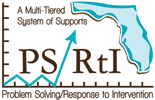 A Multi-Tiered
System of Supports
PS RtI
Problem Solving/Response to Intervention